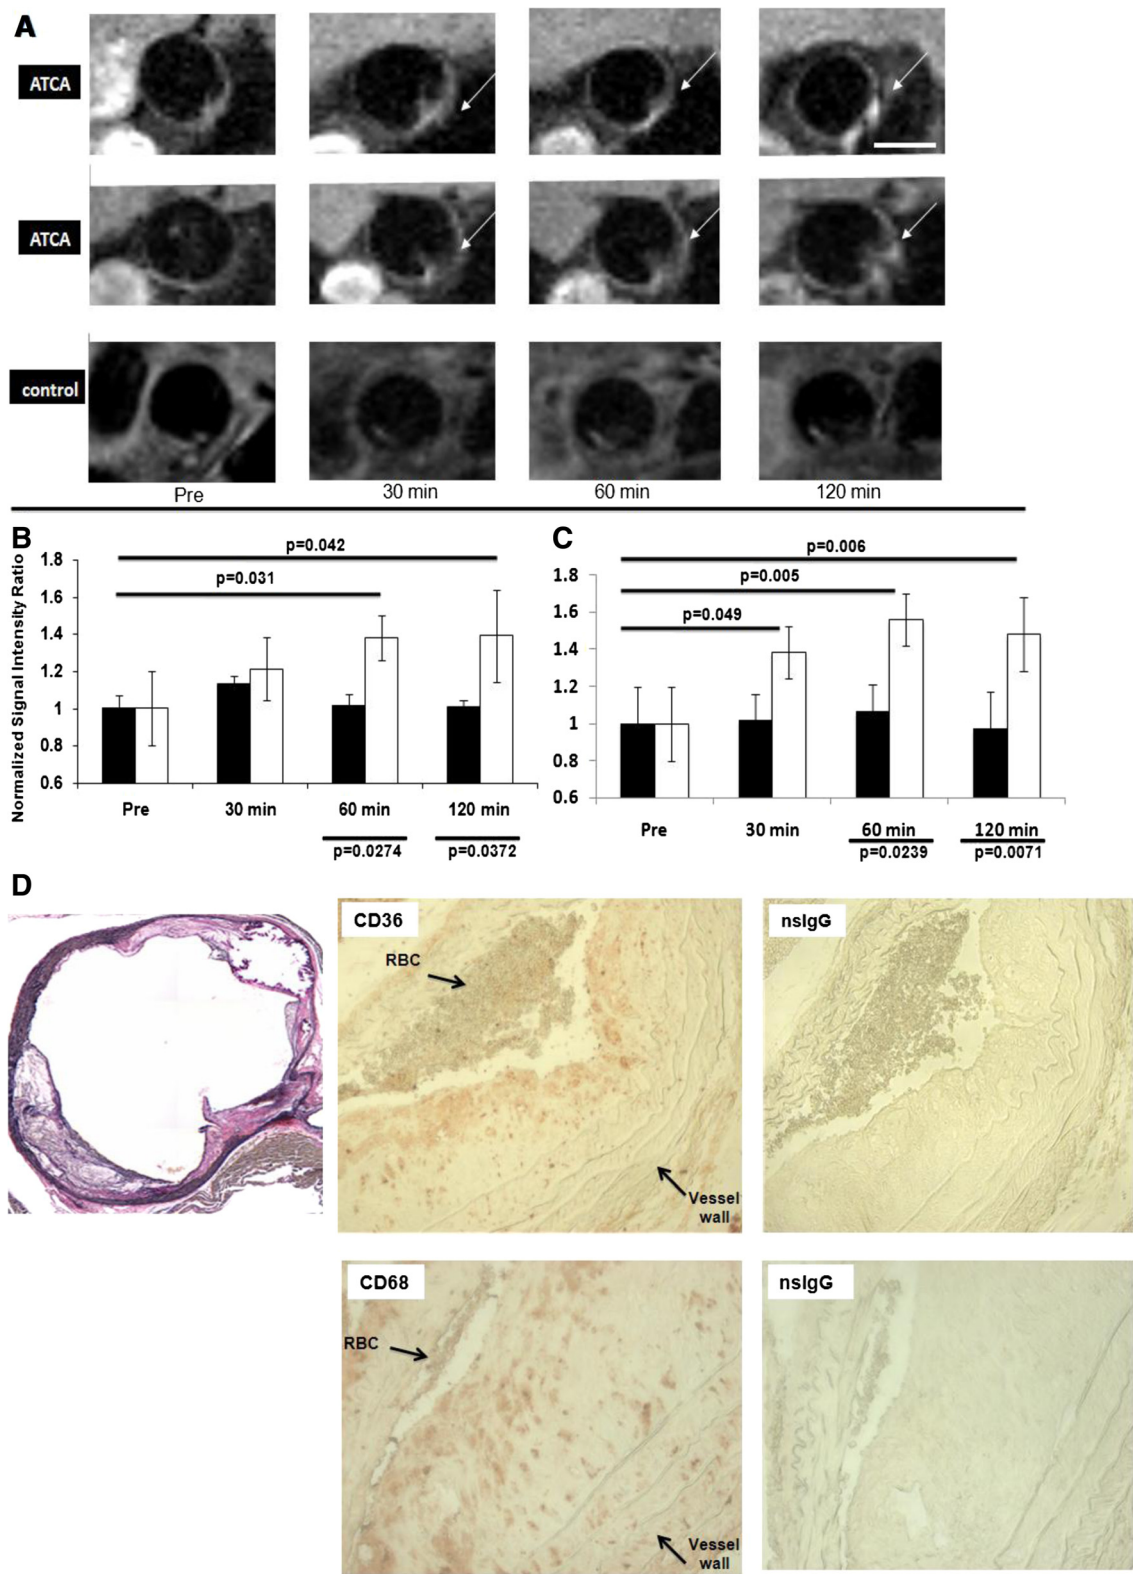 A
ATCA
ATCA
control
Pre
30 min
60 min
120 min
B
Normalized Signal Intensity Ratio
1.8
1.6
1.4
1.2
1
0.8
0.6
p=0.042
p=0.031
Pre
30 min
60 min
120 min
p=0.0274
p=0.0372
C
1.8
1.6
1.4
1.2
1
0.8
0.6
p=0.006
p=0.005
p=0.049
Pre
30 min
60 min
120 min
p=0.0239
p=0.0071
D
CD36
RBC
Vessel
wall
nsIgG
CD68
RBC
Vessel
wall
nsIgG